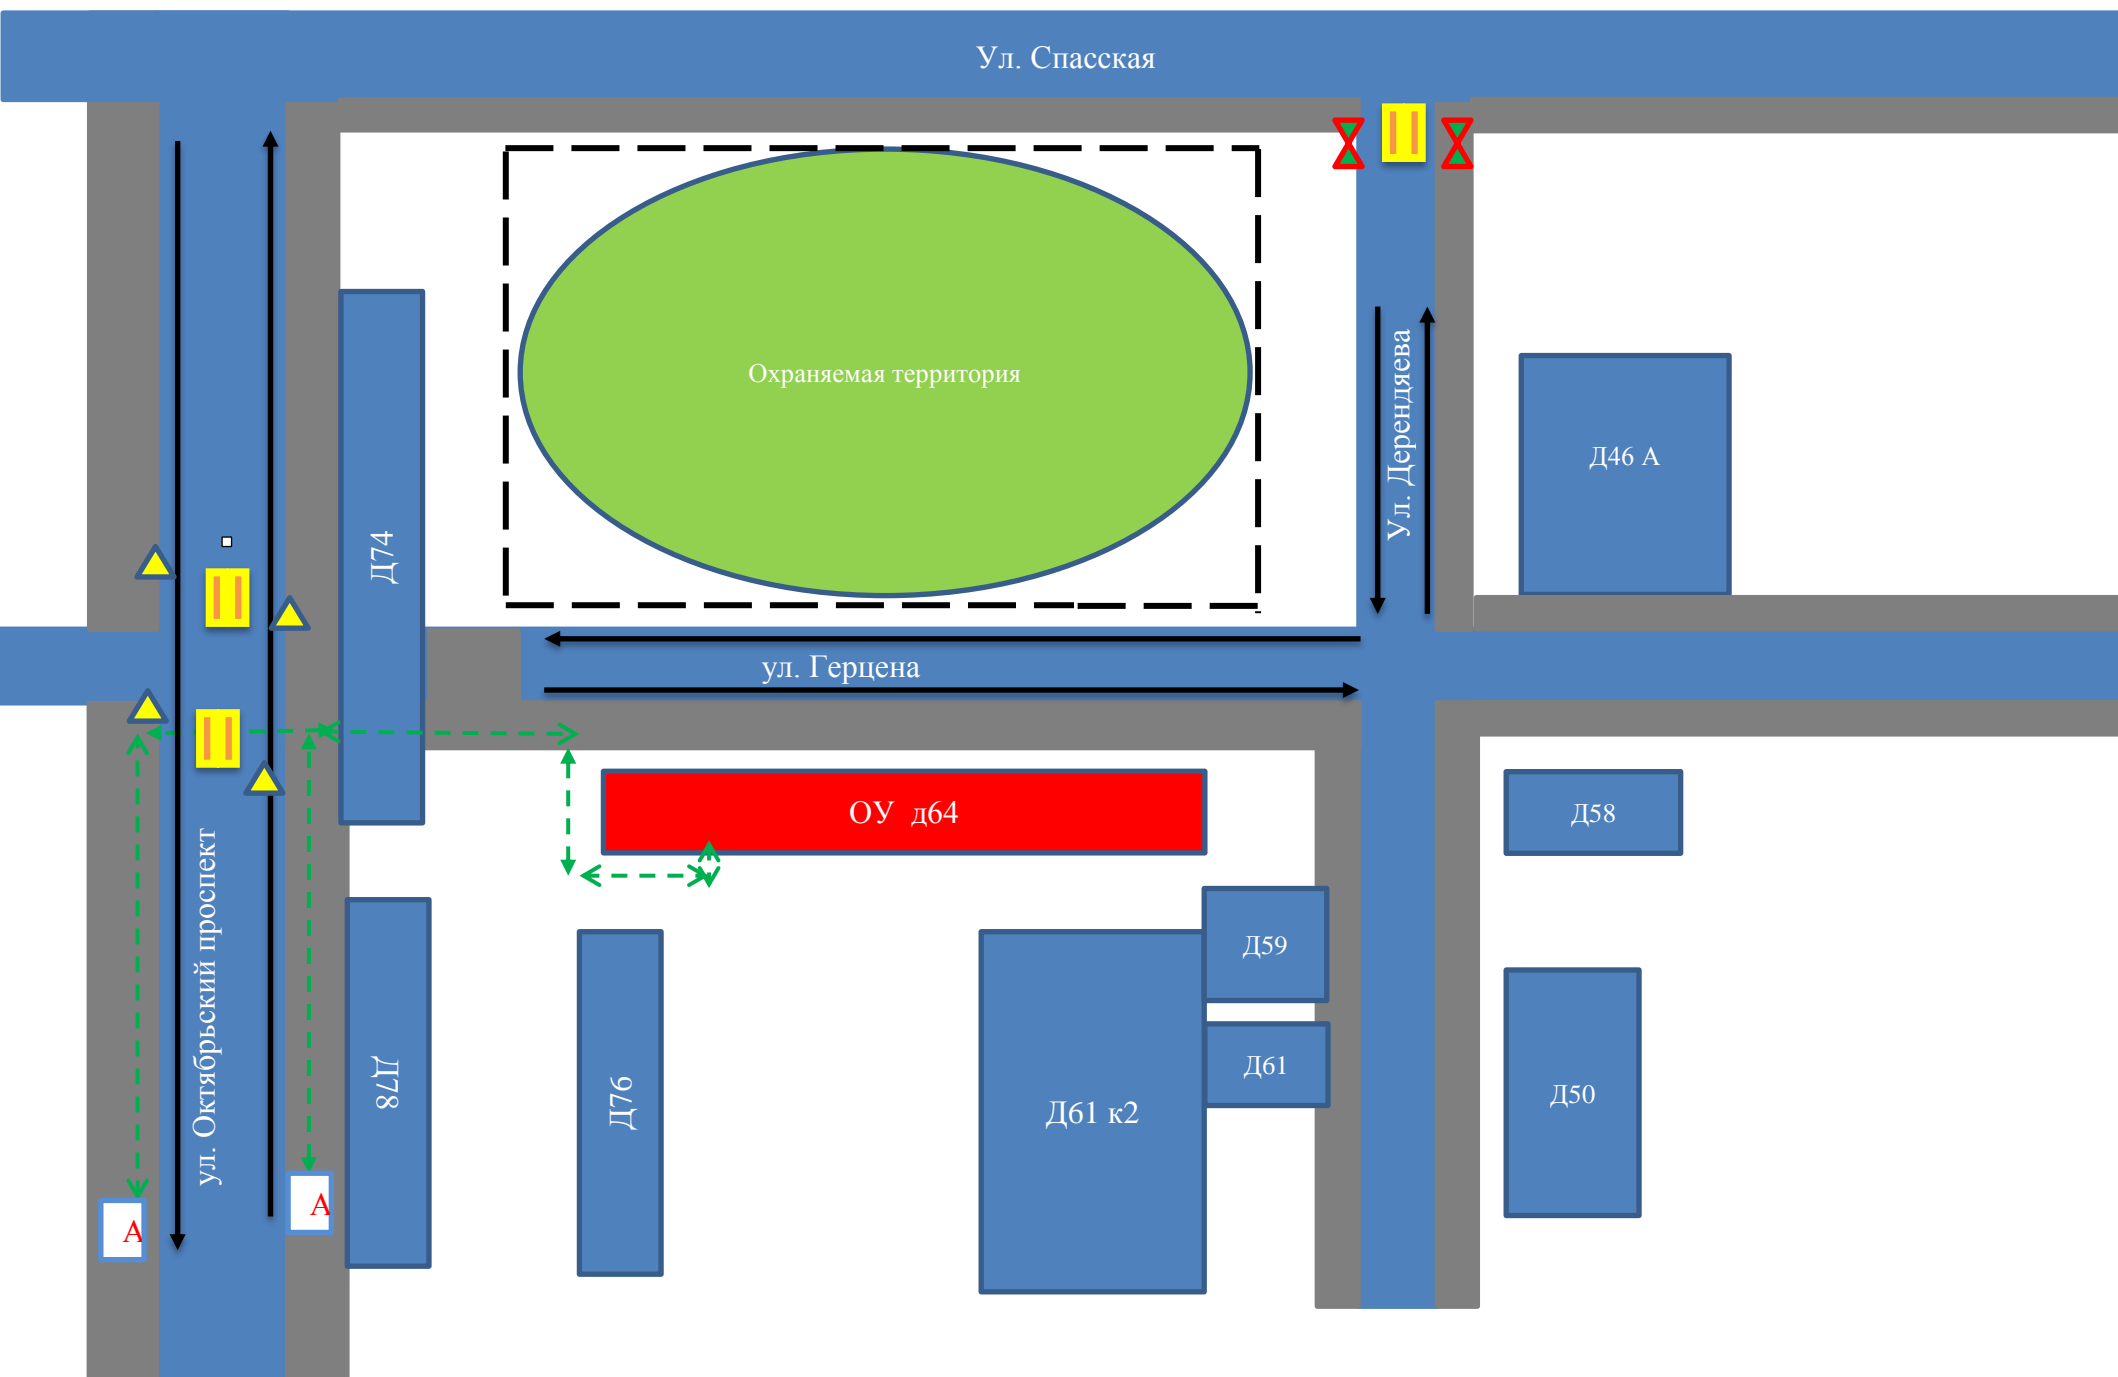 Ул. Спасская
Охраняемая территория
Ул. Дерендяева
Д46 А
Д74
ул. Герцена
ОУ д64
Д58
ул. Октябрьский проспект
Д78
Д76
Д59
Д61
Д61 к2
Д50
А
А